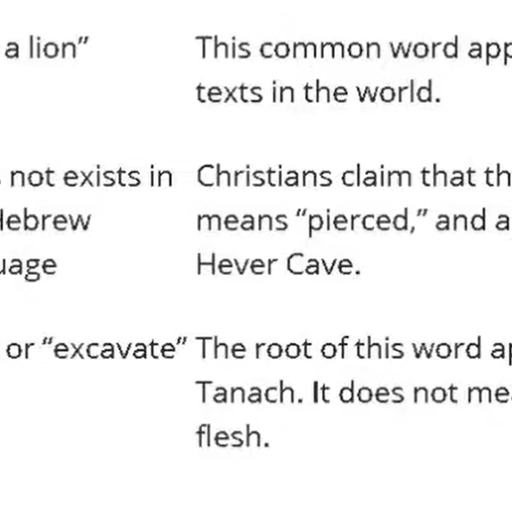 a lion” This common word app
texts in the world.
not exists in Christians claim that th
Hebrew means “pierced,” and a
uage Hever Cave.
or “excavate” The root of this word ap
Tanach. It does not me
flesh.